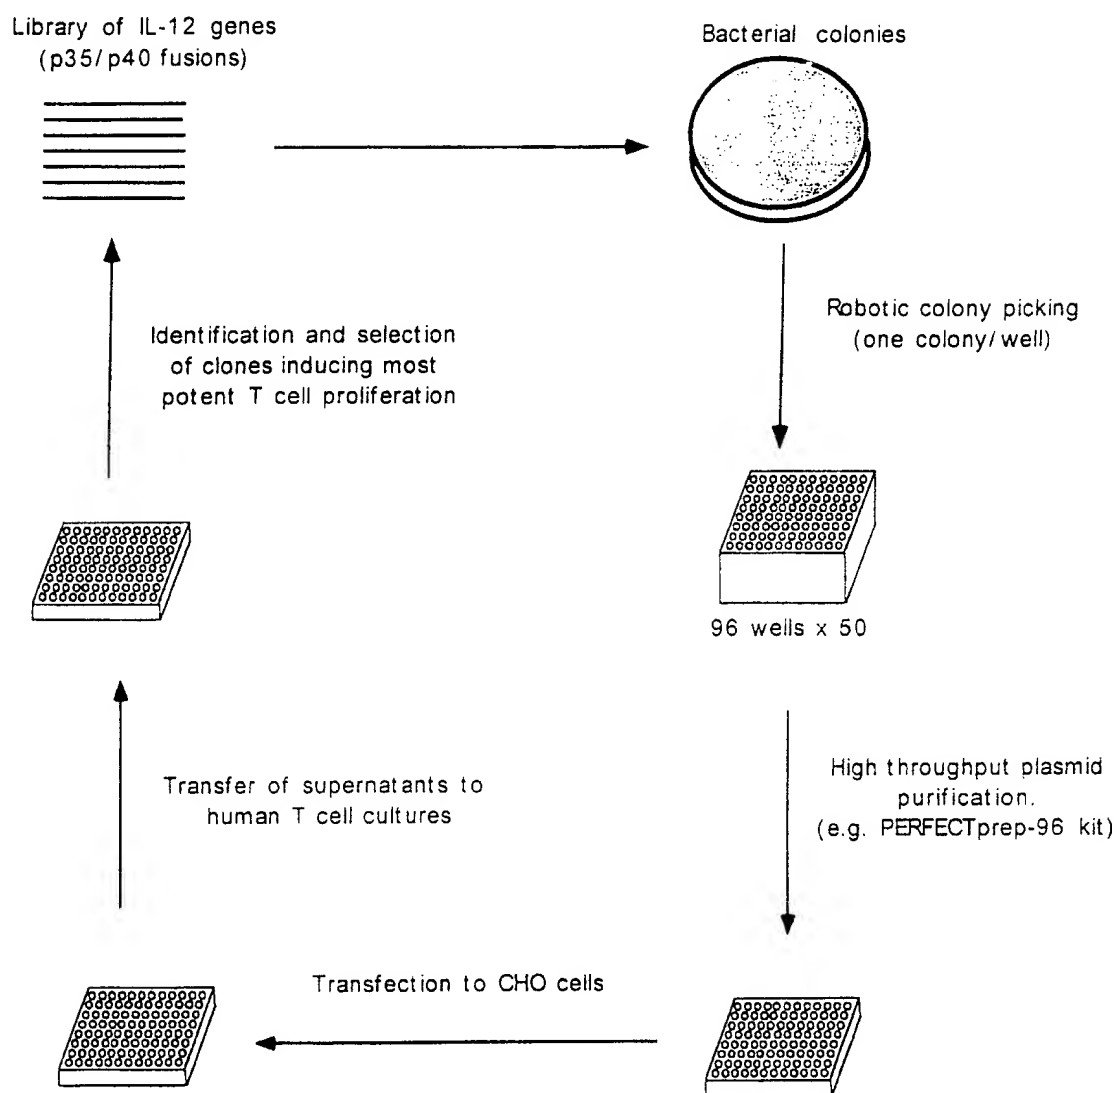 Library of IL-12 genes
(p35/p40 fusions)
Bacterial colonies
Robotic colony picking
(one colony/well)
Identification and selection
of clones inducing most
potent T cell proliferation
96 wells x 50
High throughput plasmid
purification.
(e.g. PERFECTprep-96 kit)
Transfer of supernatants to
human T cell cultures
Transfection to CHO cells